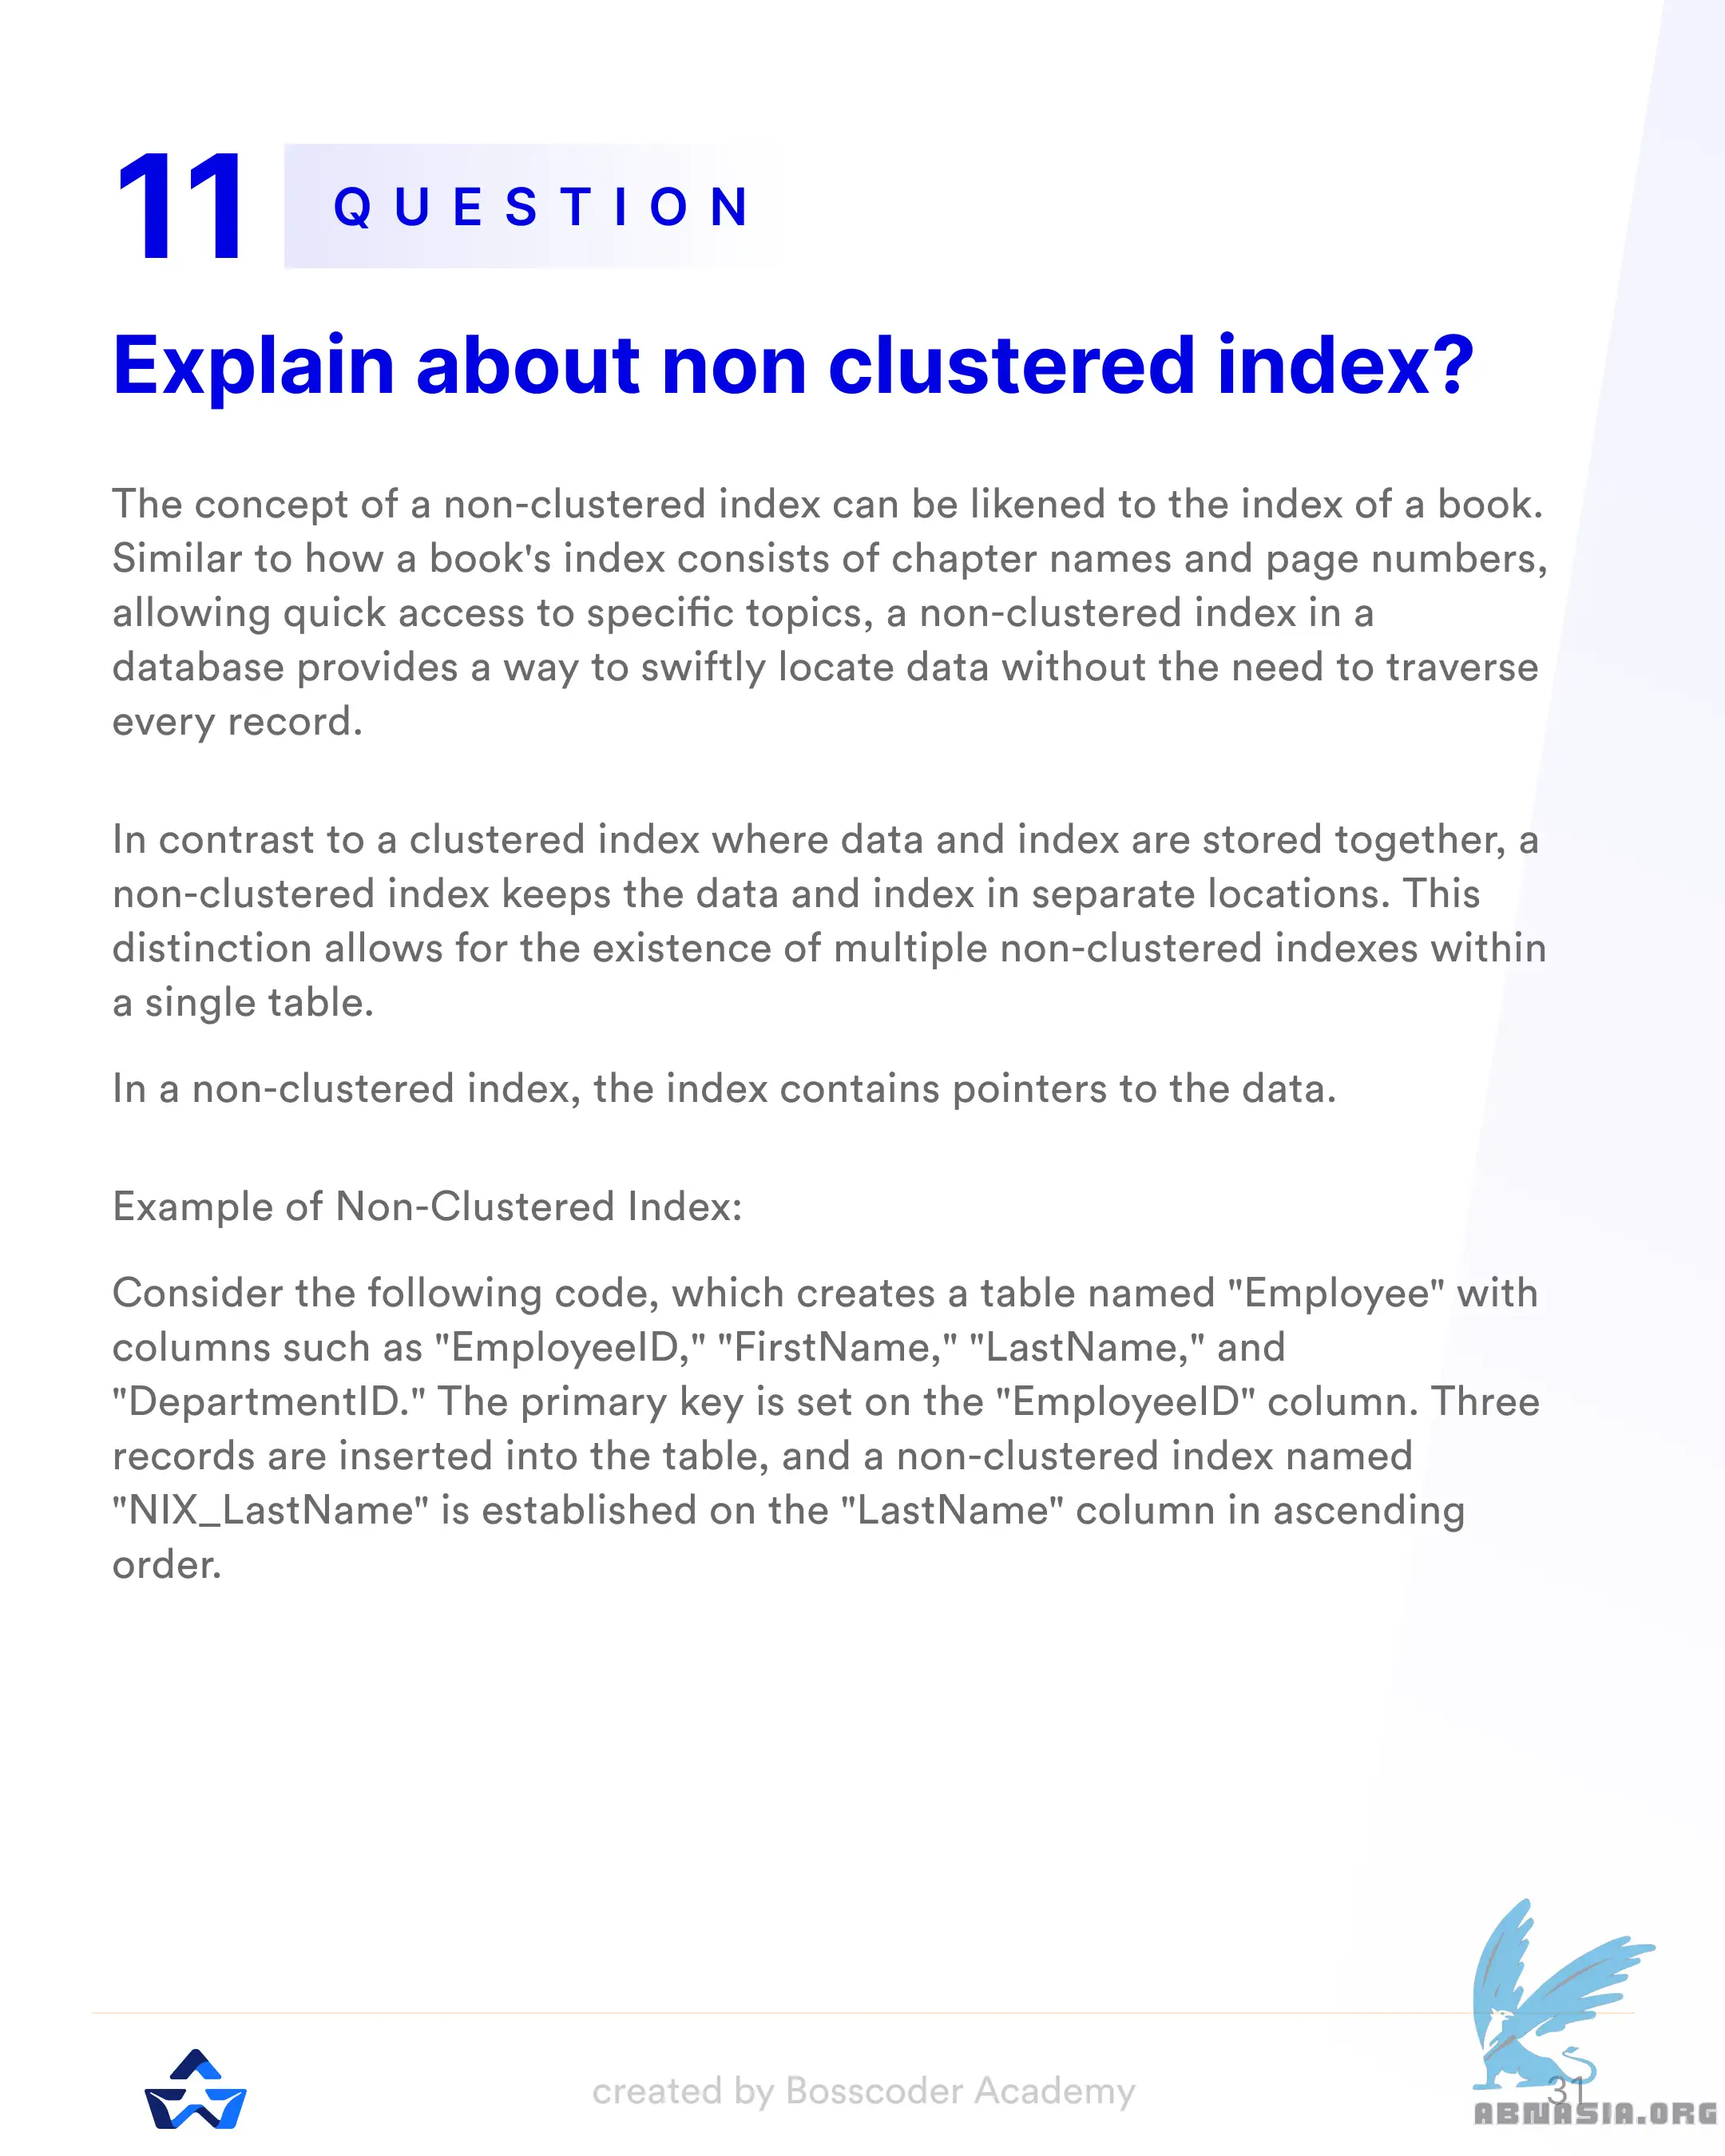 11 QUESTION
Explain about non clustered index?
The concept of a non-clustered index can be likened to the index of a book.
Similar to how a book's index consists of chapter names and page numbers,
allowing quick access to specific topics, a non-clustered index in a
database provides a way to swiftly locate data without the need to traverse
every record.
In contrast to a clustered index where data and index are stored together, a
non-clustered index keeps the data and index in separate locations. This
distinction allows for the existence of multiple non-clustered indexes within
a single table.
In a non-clustered index, the index contains pointers to the data.
Example of Non-Clustered Index:
Consider the following code, which creates a table named "Employee" with
columns such as "EmployeeID," "FirstName," "LastName," and
"DepartmentID." The primary key is set on the "EmployeeID" column. Three
records are inserted into the table, and a non-clustered index named
"NIX_LastName" is established on the "LastName" column in ascending
order.
created by Bosscoder Academy
31
ABNASIA.ORG